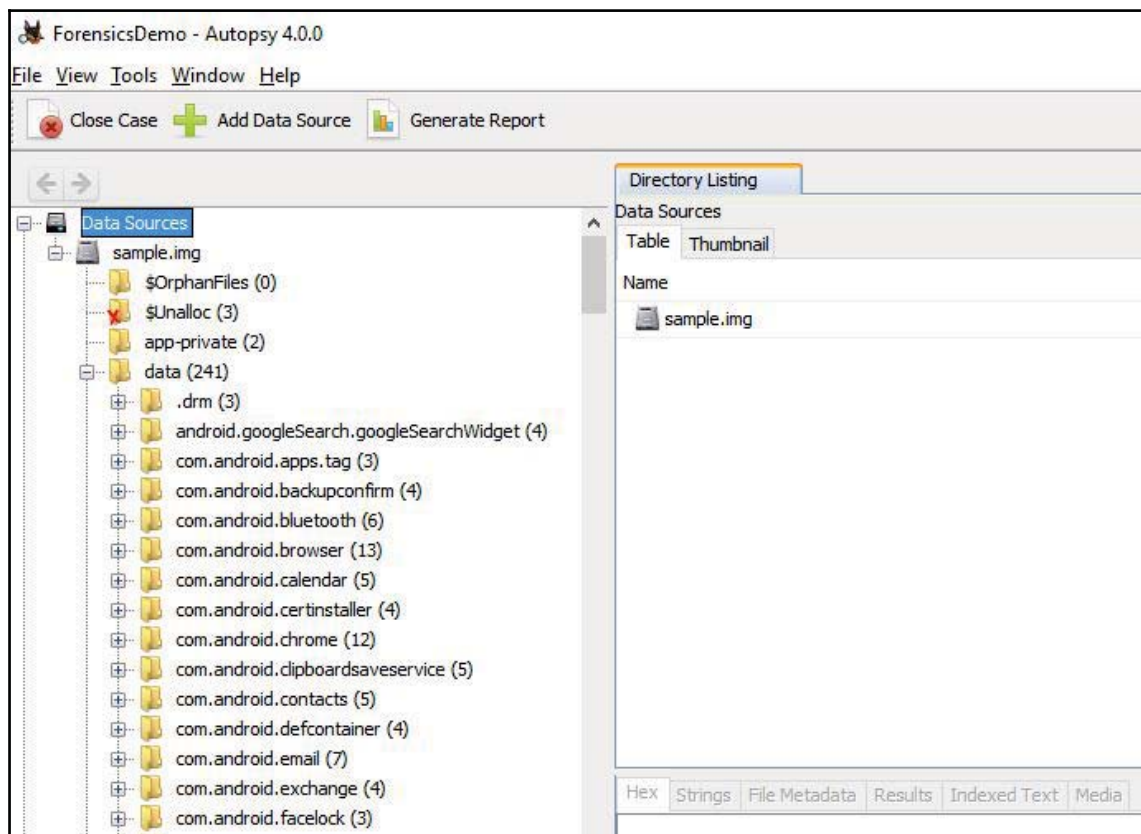 ForensicsDemo - Autopsy 4.0.0
File View Tools Window Help
Close Case Add Data Source Generate Report
Data Sources
sample.img
$OrphanFiles (0)
$Unalloc (3)
app-private (2)
data (241)
.drm (3)
android.googleSearch.googleSearchWidget (4)
com.android.apps.tag (3)
com.android.backupconfirm (4)
com.android.bluetooth (6)
com.android.browser (13)
com.android.calendar (5)
com.android.certinstaller (4)
com.android.chrome (12)
com.android.clipboardsaveservice (5)
com.android.contacts (5)
com.android.defcontainer (4)
com.android.email (7)
com.android.exchange (4)
com.android.facelock (3)
Directory Listing
Data Sources
Table Thumbnail
Name
sample.img
Hex Strings File Metadata Results Indexed Text Media